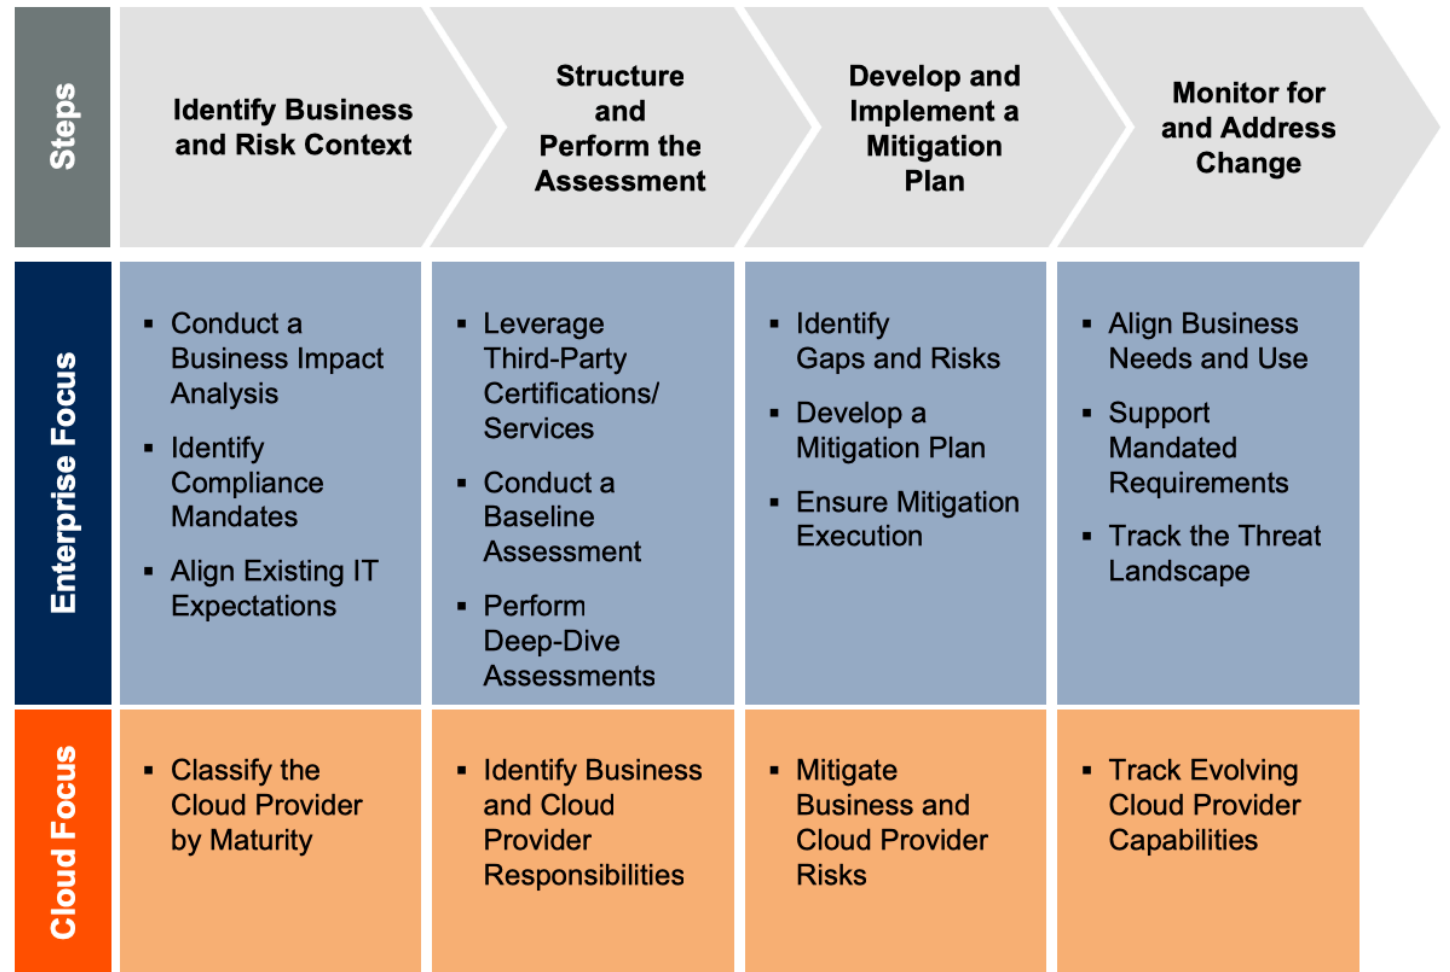 Steps
Identify Business
and Risk Context
Structure
and
Perform the
Assessment
Develop and
Implement a
Mitigation
Plan
Monitor for
and Address
Change
Enterprise Focus
▪ Conduct a
Business Impact
Analysis
▪ Identify
Compliance
Mandates
▪ Align Existing IT
Expectations
▪ Leverage
Third-Party
Certifications/
Services
▪ Conduct a
Baseline
Assessment
▪ Perform
Deep-Dive
Assessments
▪ Identify
Gaps and Risks
▪ Develop a
Mitigation Plan
▪ Ensure Mitigation
Execution
▪ Align Business
Needs and Use
▪ Support
Mandated
Requirements
▪ Track the Threat
Landscape
Cloud Focus
▪ Classify the
Cloud Provider
by Maturity
▪ Identify Business
and Cloud
Provider
Responsibilities
▪ Mitigate
Business and
Cloud Provider
Risks
▪ Track Evolving
Cloud Provider
Capabilities